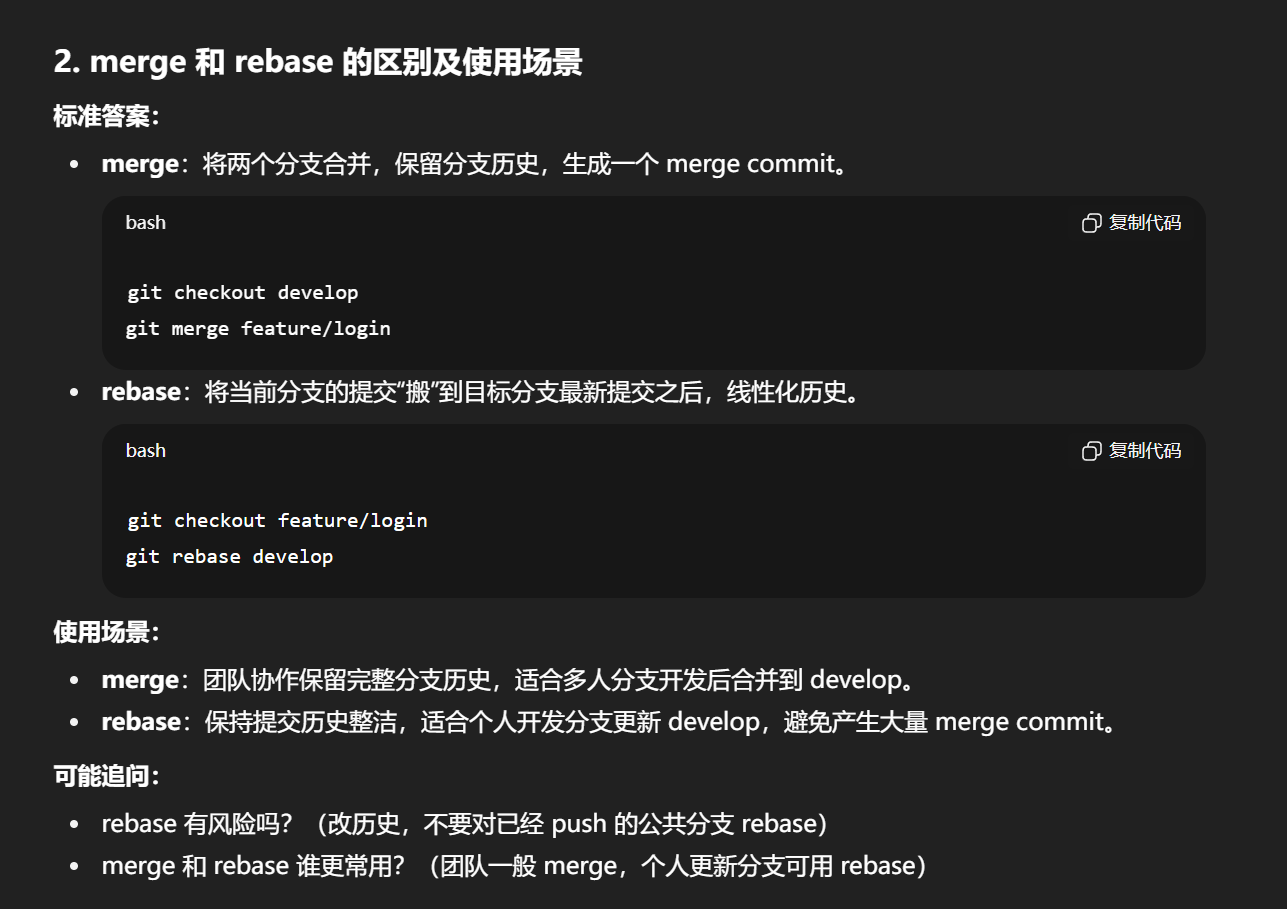 2. merge 和 rebase 的区别及使用场景
标准答案：
• merge：将两个分支合并，保留分支历史，生成一个 merge commit。
bash
复制代码
git checkout develop
git merge feature/login
• rebase：将当前分支的提交“搬”到目标分支最新提交之后，线性化历史。
bash
复制代码
git checkout feature/login
git rebase develop
使用场景：
• merge：团队协作保留完整分支历史，适合多人分支开发后合并到 develop。
• rebase：保持提交历史整洁，适合个人开发分支更新 develop，避免产生大量 merge commit。
可能追问：
• rebase 有风险吗？（改历史，不要对已经 push 的公共分支 rebase）
• merge 和 rebase 谁更常用？（团队一般 merge，个人更新分支可用 rebase）